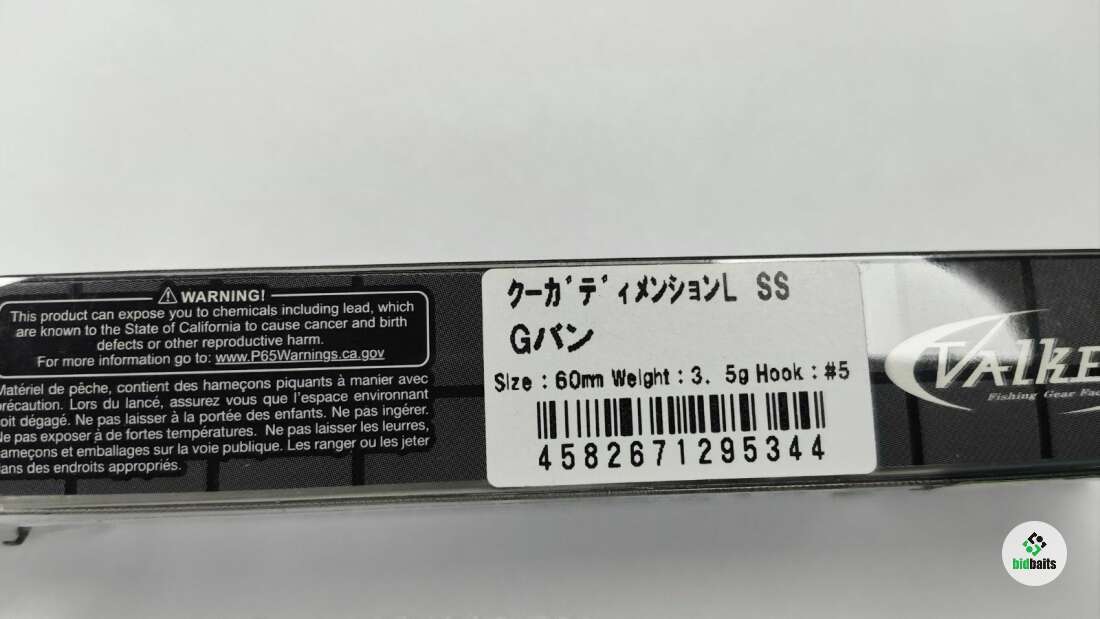 WARNING!
This product can expose you to chemicals including lead, which
are known to the State of California to cause cancer and birth
defects or other reproductive harm.
For more information go to: www.P65Warnings.ca.gov
Matériel de pêche, contient des hameçons piquants à manier avec
précaution. Lors du lancé, assurez vous que l'espace environnant
soit dégagé. Ne pas laisser à la portée des enfants. Ne pas ingérer.
Ne pas exposer à de fortes températures. Ne pas laisser les leurres,
hameçons et emballages sur la voie publique. Les ranger ou les jeter
dans des endroits appropriés.
クーガディメンションL SS
Gバン
Size : 60mm Weight : 3. 5g Hook : #5
4582671295344
Valke
Fishing Gear Fac
bidbaits